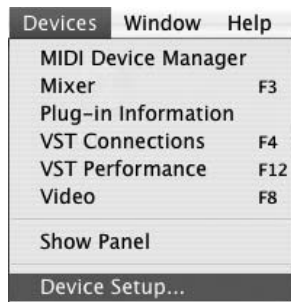 Devices Window Help
MIDI Device Manager
Mixer F3
Plug-in Information
VST Connections F4
VST Performance F12
Video F8
Show Panel
Device Setup...